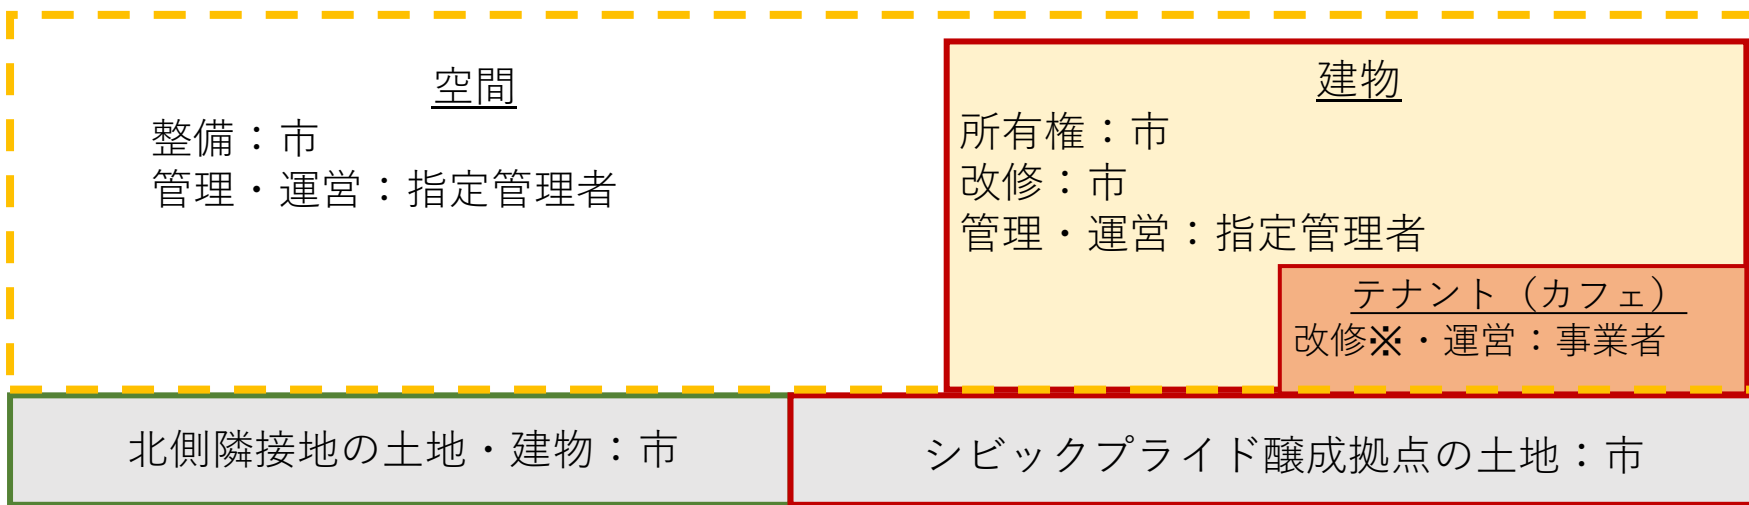 空間
整備：市
管理・運営：指定管理者
建物
所有権：市
改修：市
管理・運営：指定管理者
テナント（カフェ）
改修※・運営：事業者
北側隣接地の土地・建物：市
シビックプライド醸成拠点の土地：市